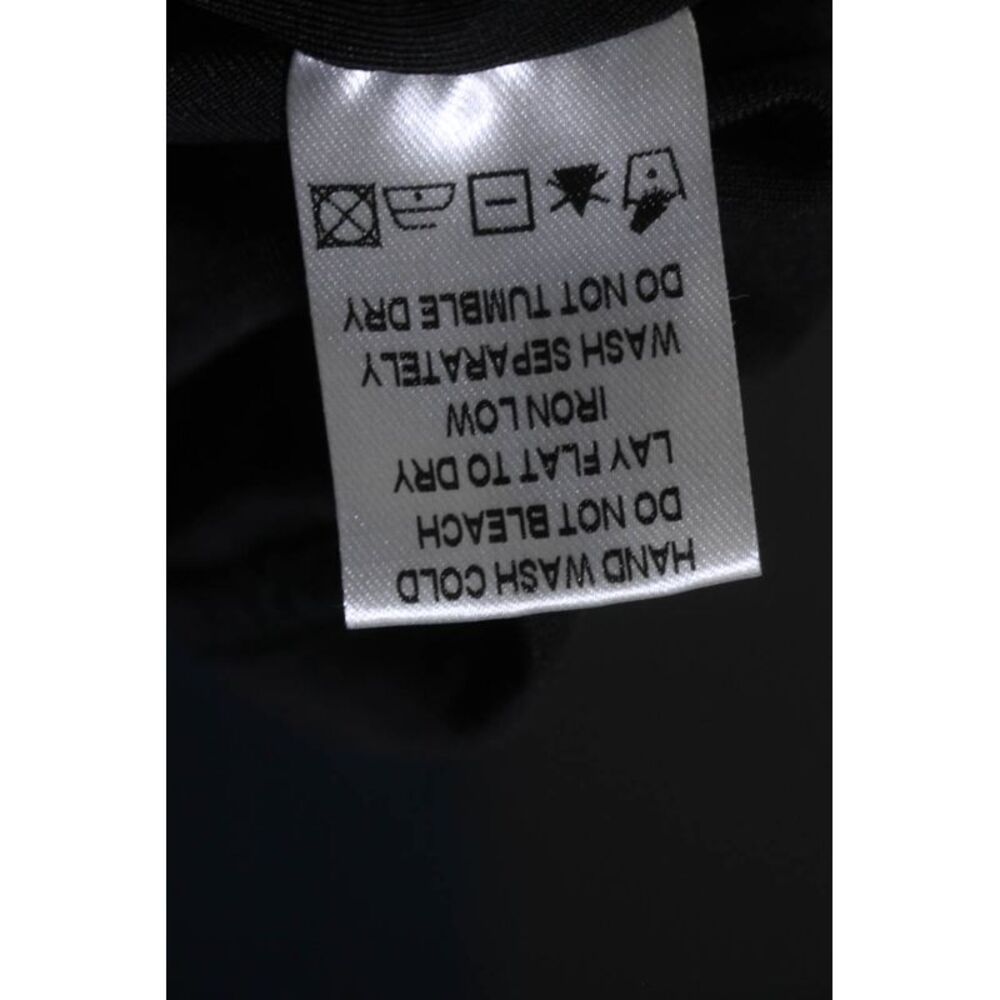 HAND WASH COLD
DO NOT BLEACH
LAY FLAT TO DRY
IRON LOW
WASH SEPARATELY
DO NOT TUMBLE DRY